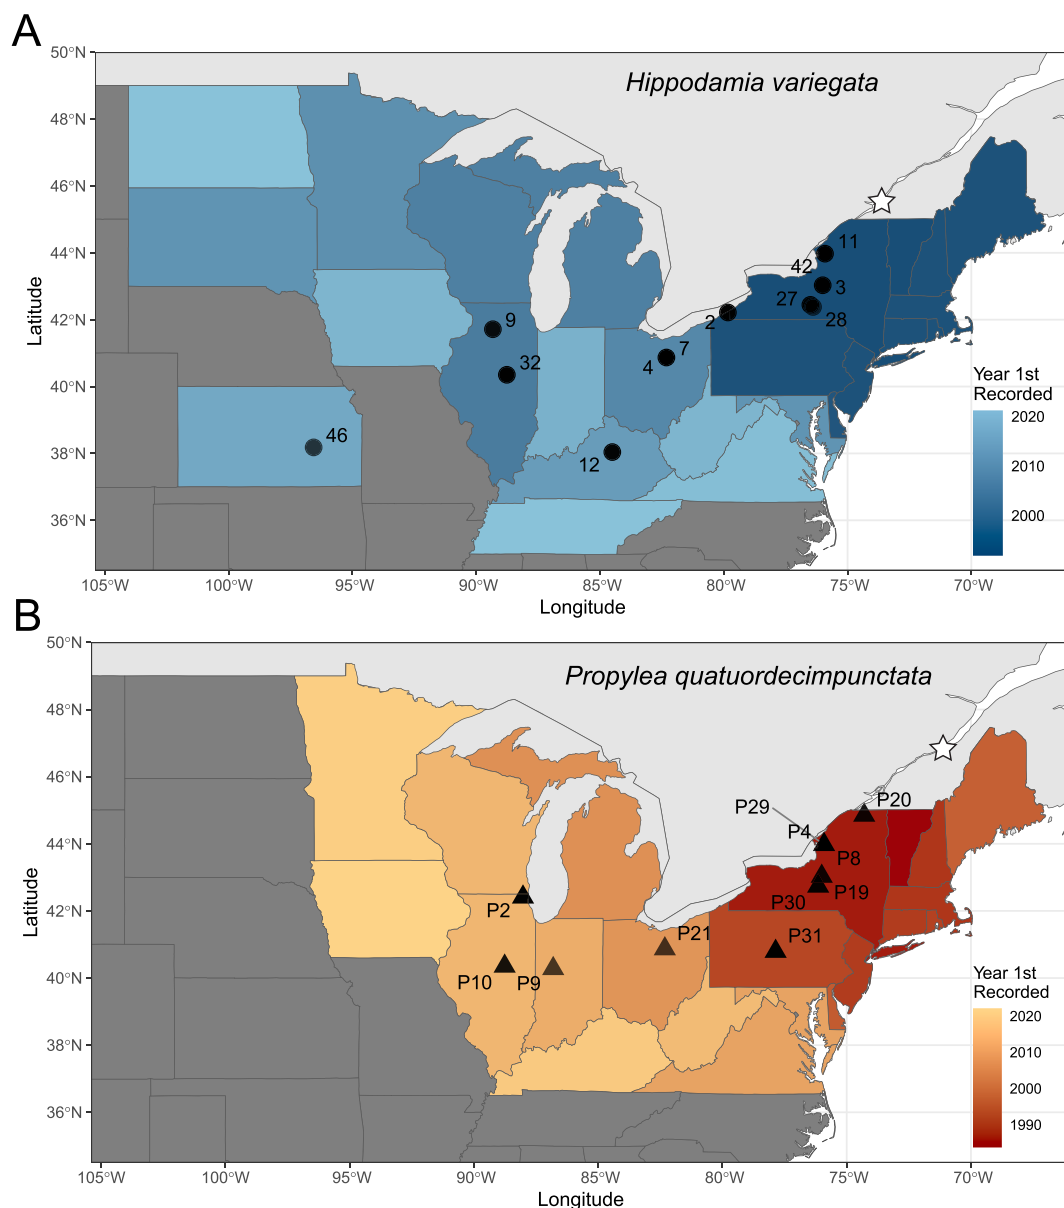 A
Hippodamia variegata
50°N
48°N
46°N
44°N
42°N
40°N
38°N
36°N
Latitude
11
42
3
27
28
2
9
7
4
32
46
12
Year 1st
Recorded
2020
2010
2000
105°W 100°W 95°W 90°W 85°W 80°W 75°W 70°W
Longitude
B
Propylea quatuordecimpunctata
50°N
48°N
46°N
44°N
42°N
40°N
38°N
36°N
Latitude
P29
P20
P4
P8
P19
P30
P2
P21
P31
P10
P9
Year 1st
Recorded
2020
2010
2000
1990
105°W 100°W 95°W 90°W 85°W 80°W 75°W 70°W
Longitude